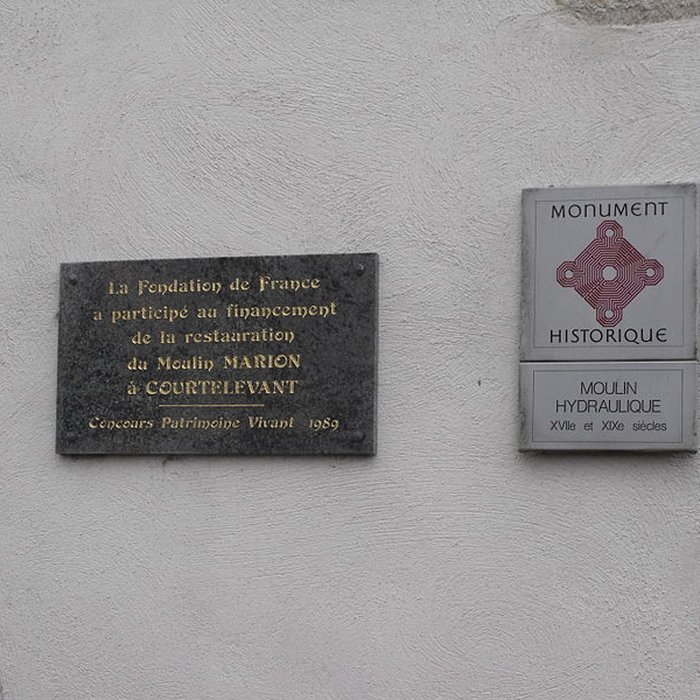 La Fondation de France
a participé au financement
de la restauration
du Moulin MARION
à COURTELEVANT
Concours Patrimoine Vivant 1989
MONUMENT
HISTORIQUE
MOULIN
HYDRAULIQUE
XVIIe et XIXe siècles